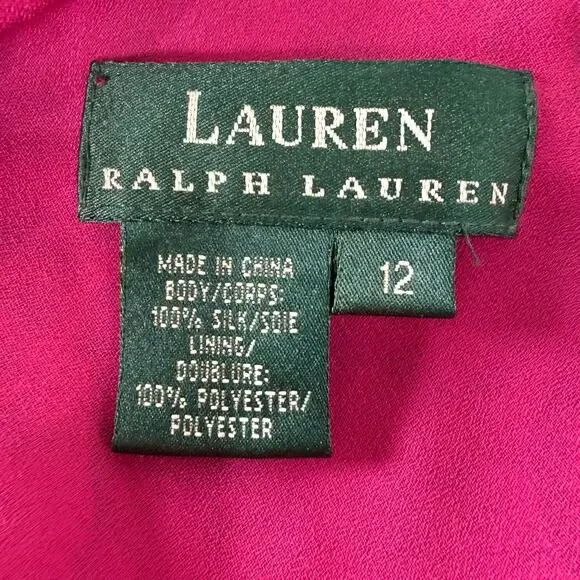 LAUREN
RALPH LAUREN
MADE IN CHINA
BODY/CORPS:
100% SILK/SOIE
LINING/
DOUBLURE:
100% POLYESTER/
POLYESTER
12